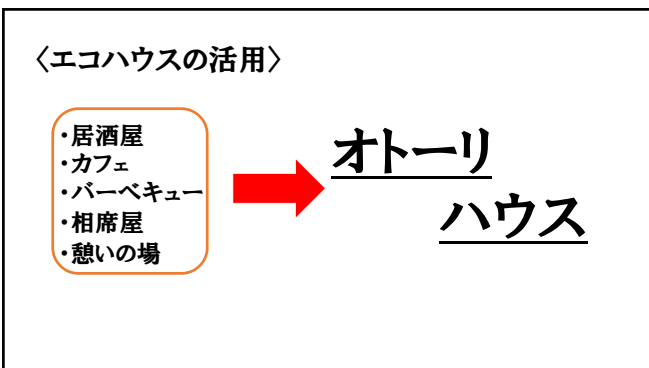 〈エコハウスの活用〉
・居酒屋
・カフェ
・バーベキュー
・相席屋
・憩いの場
オトーリ
ハウス